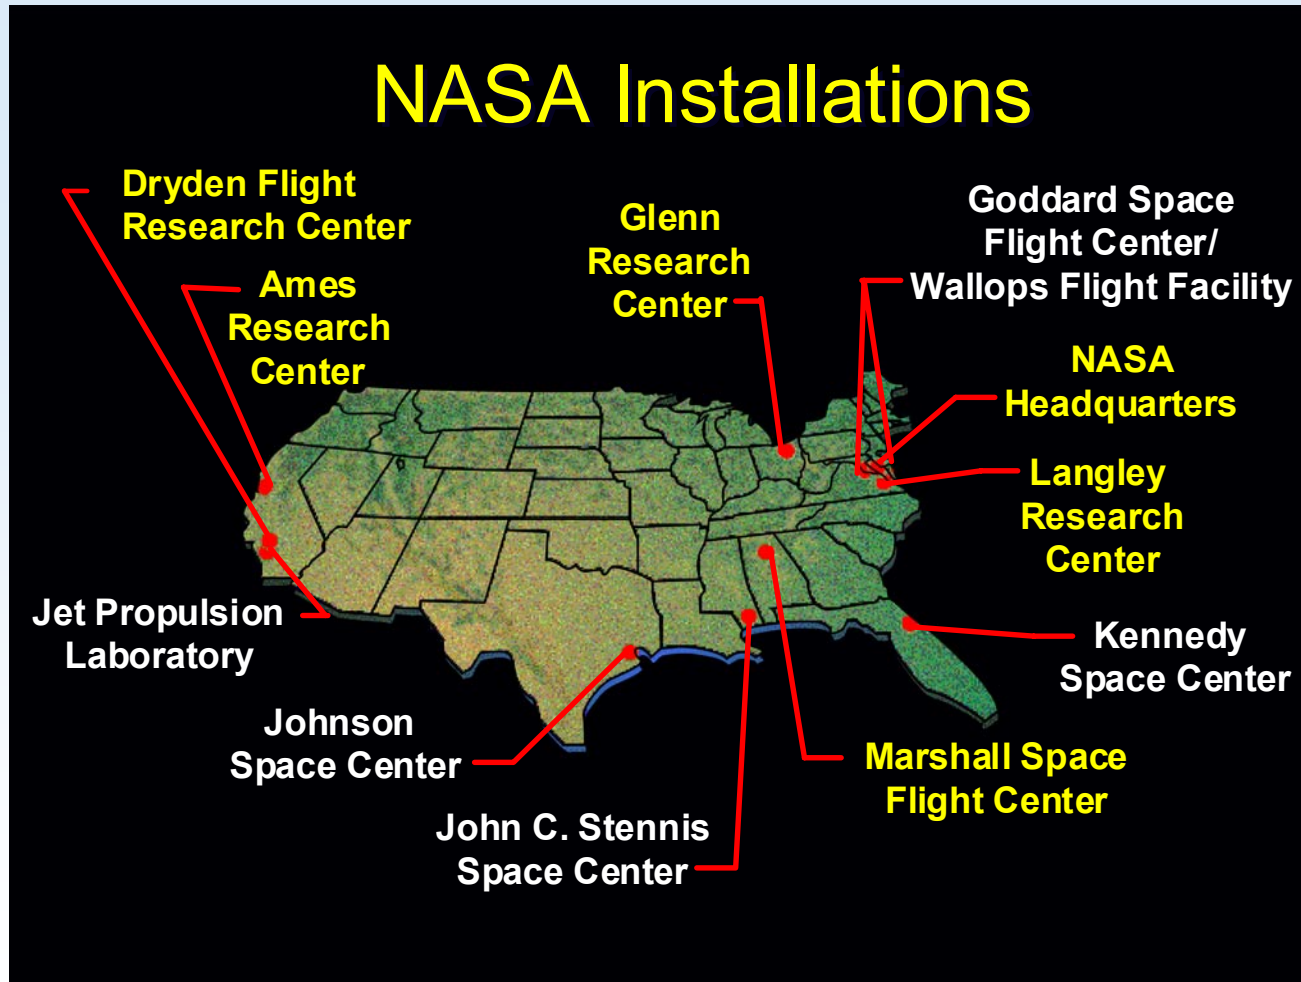 NASA Installations
Dryden Flight
Research Center
Ames
Research
Center
Glenn
Research
Center
Goddard Space
Flight Center/
Wallops Flight Facility
NASA
Headquarters
Langley
Research
Center
Jet Propulsion
Laboratory
Kennedy
Space Center
Johnson
Space Center
Marshall Space
Flight Center
John C. Stennis
Space Center